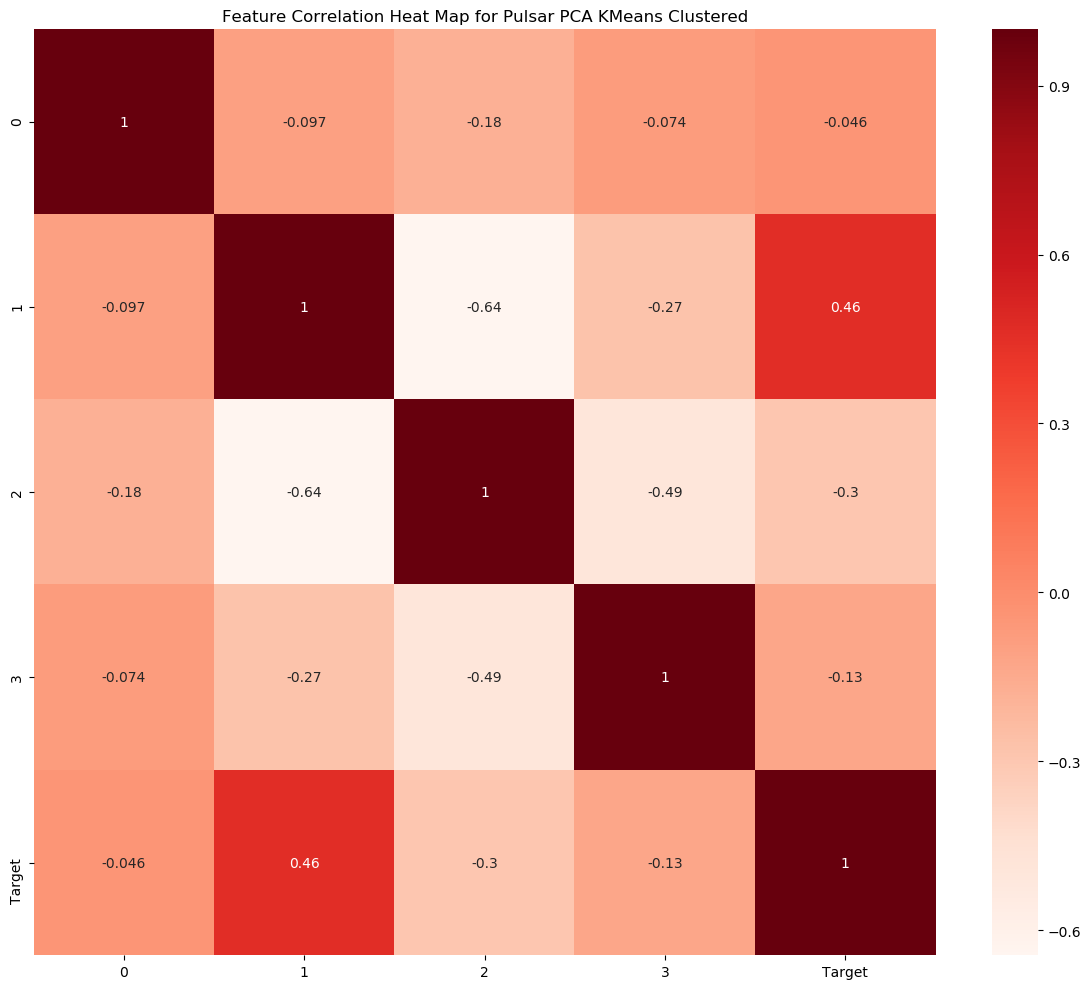 Feature Correlation Heat Map for Pulsar PCA KMeans Clustered
0 1 -0.097 -0.18 -0.074 -0.046
1 -0.097 1 -0.64 -0.27 0.46
2 -0.18 -0.64 1 -0.49 -0.3
3 -0.074 -0.27 -0.49 1 -0.13
Target -0.046 0.46 -0.3 -0.13 1
0 1 2 3 Target
0.9
0.6
0.3
0.0
−0.3
−0.6